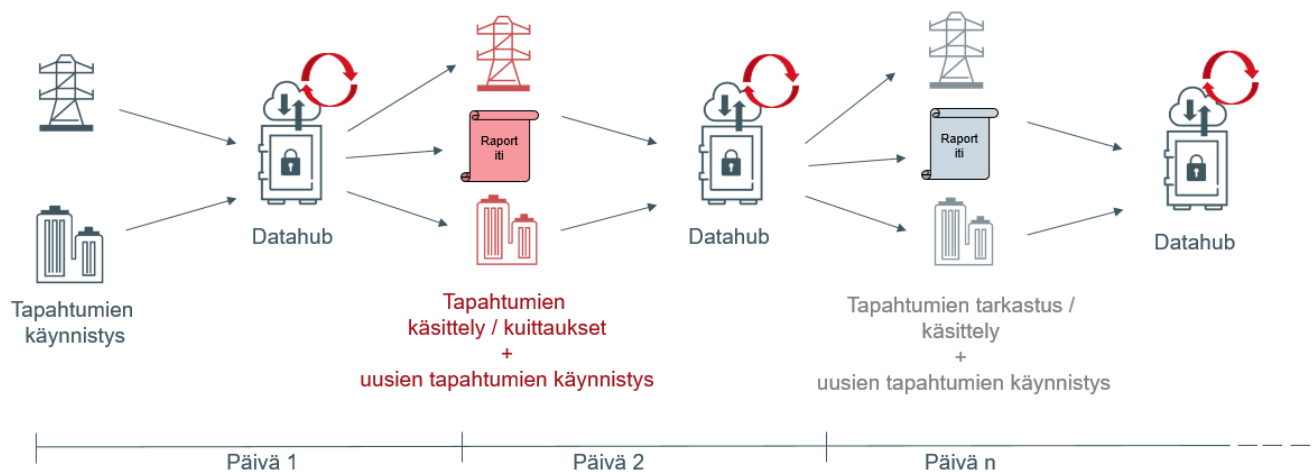 Raport
iti
Raport
iti
Datahub
Datahub
Datahub
Tapahtumien
käynnistys
Tapahtumien
käsittely / kuittaukset
+
uusien tapahtumien käynnistys
Tapahtumien tarkastus /
käsittely
+
uusien tapahtumien käynnistys
Päivä 1
Päivä 2
Päivä n